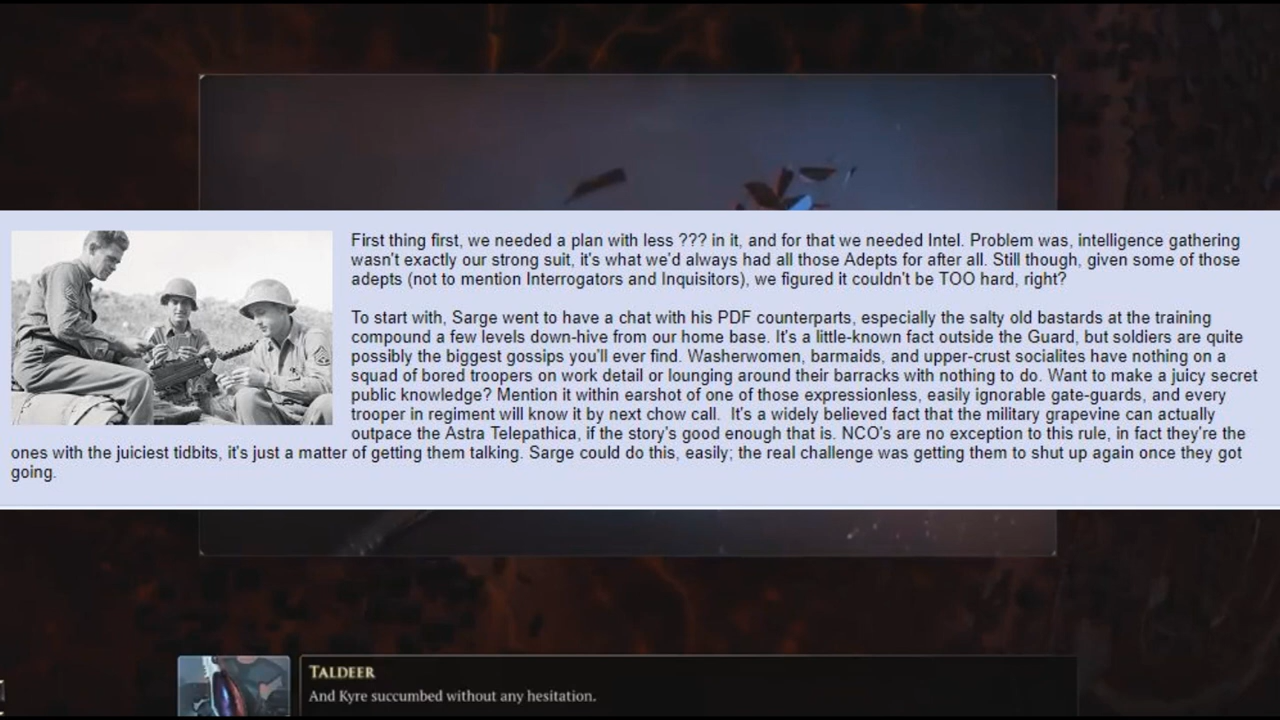 First thing first, we needed a plan with less ??? in it, and for that we needed Intel. Problem was, intelligence gathering
wasn't exactly our strong suit, it's what we'd always had all those Adepts for after all. Still though, given some of those
adepts (not to mention Interrogators and Inquisitors), we figured it couldn't be TOO hard, right?
To start with, Sarge went to have a chat with his PDF counterparts, especially the salty old bastards at the training
compound a few levels down-hive from our home base. It's a little-known fact outside the Guard, but soldiers are quite
possibly the biggest gossips you'll ever find. Washerwomen, barmaids, and upper-crust socialites have nothing on a
squad of bored troopers on work detail or lounging around their barracks with nothing to do. Want to make a juicy secret
public knowledge? Mention it within earshot of one of those expressionless, easily ignorable gate-guards, and every
trooper in regiment will know it by next chow call. It's a widely believed fact that the military grapevine can actually
outpace the Astra Telepathica, if the story's good enough that is. NCO's are no exception to this rule, in fact they're the
ones with the juiciest tidbits, it's just a matter of getting them talking. Sarge could do this, easily; the real challenge was getting them to shut up again once they got
going.
TALDEER
And Kyre succumbed without any hesitation.